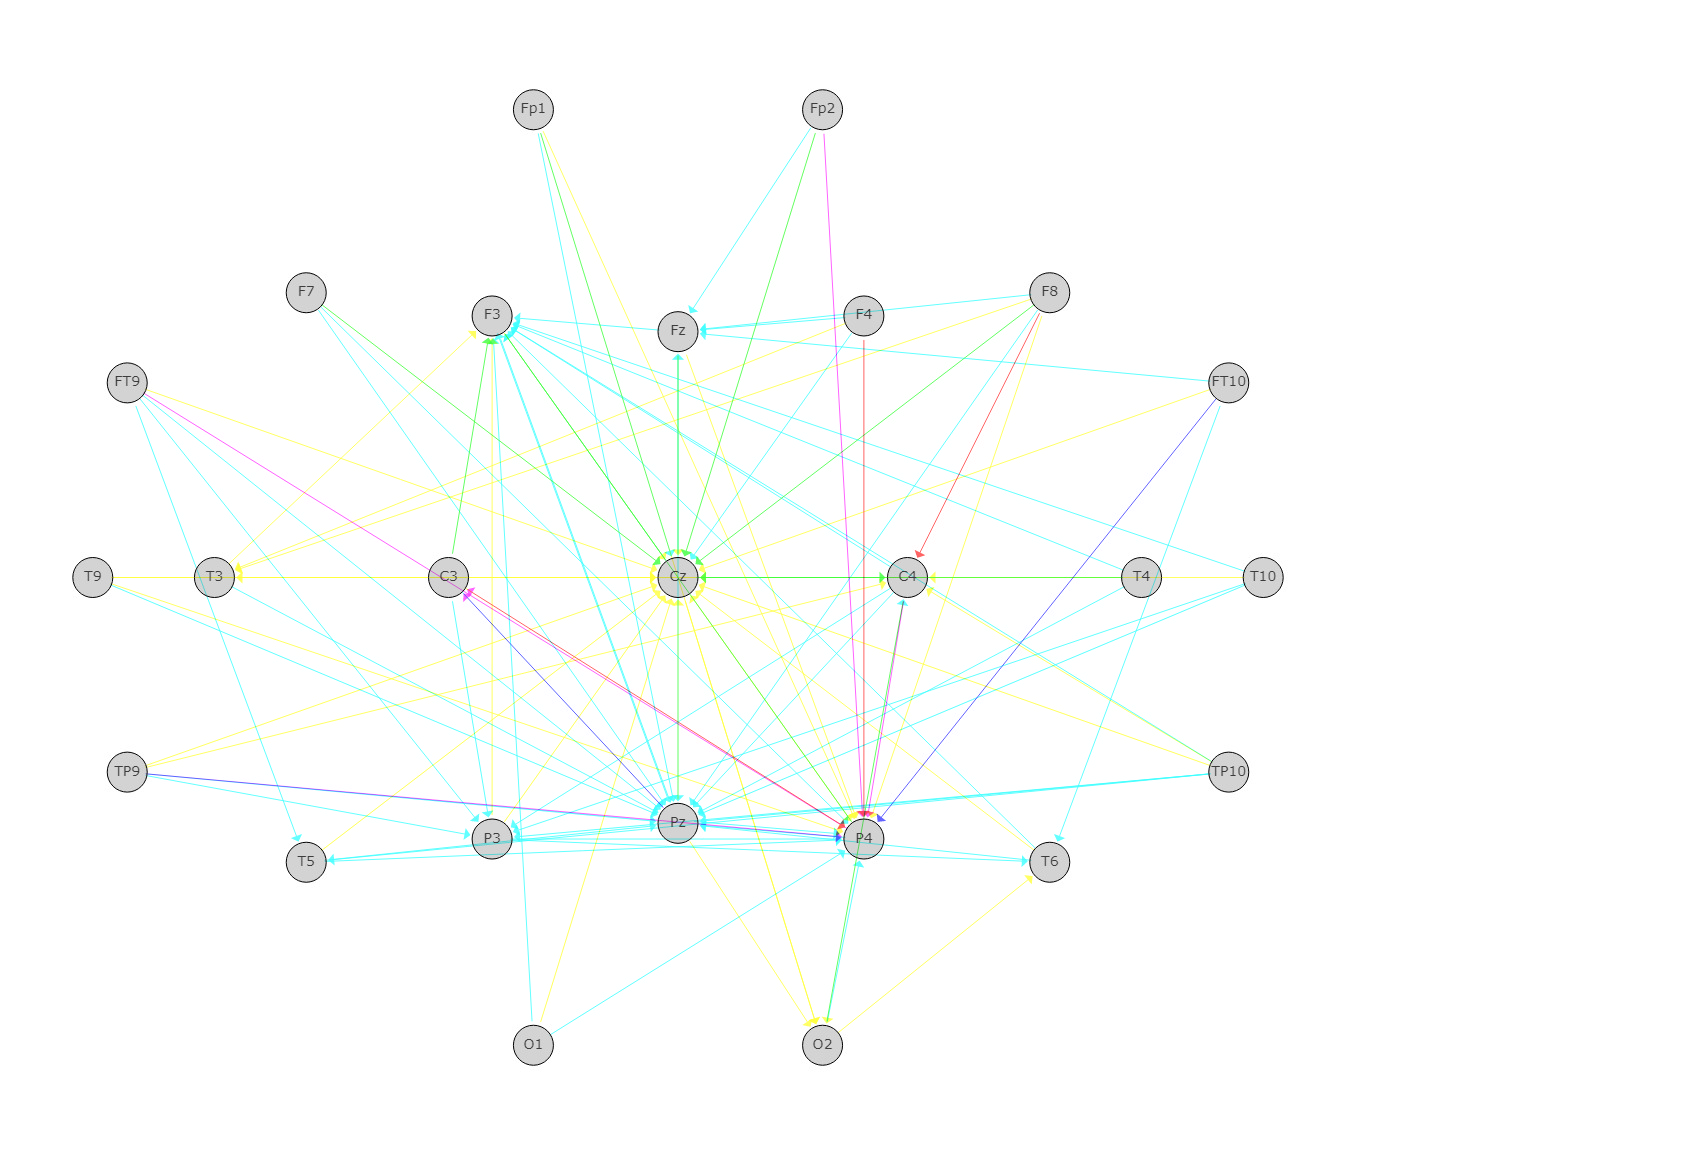 Fp1 Fp2
F7 F3 Fz F4 F8
FT9 FT10
T9 T3 C3 Cz C4 T4 T10
TP9 TP10
T5 P3 Pz P4 T6
O1 O2